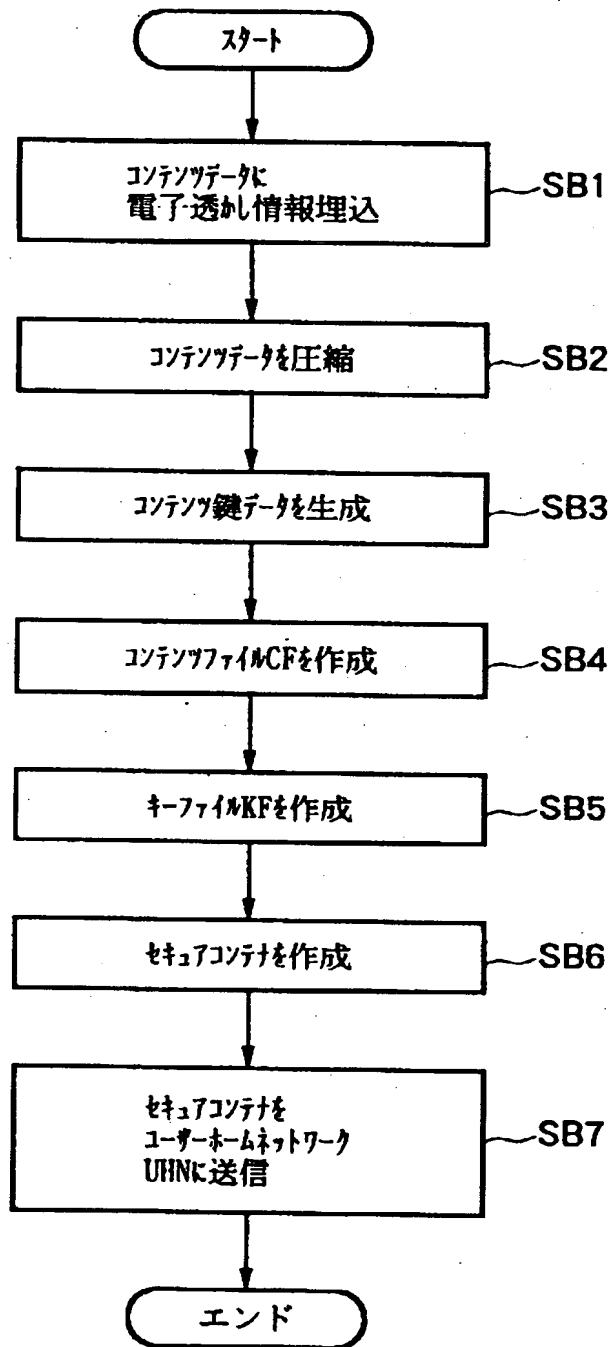 スタート
コンテンツデータに
電子透かし情報埋込
SB1
コンテンツデータを圧縮
SB2
コンテンツ鍵データを生成
SB3
コンテンツファイルCFを作成
SB4
キーファイルKFを作成
SB5
セキュアコンテナを作成
SB6
セキュアコンテナを
ユーザーホームネットワーク
UHNに送信
SB7
エンド